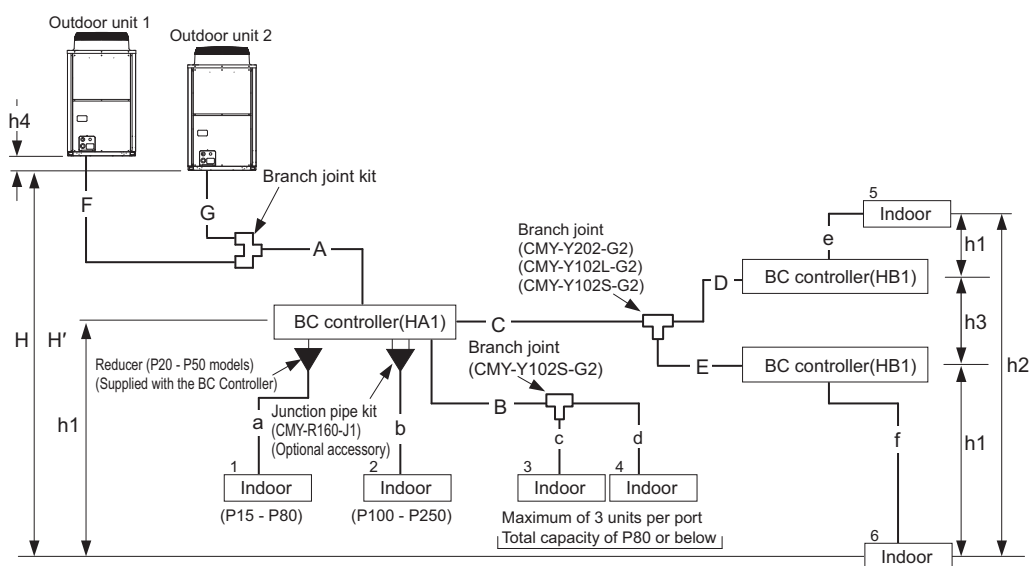 Outdoor unit 1
Outdoor unit 2
h4
Branch joint kit
F
G
A
H
H′
h1
BC controller(HA1)
Reducer (P20 - P50 models)
(Supplied with the BC Controller)
Junction pipe kit
(CMY-R160-J1)
(Optional accessory)
a
b
1
Indoor
(P15 - P80)
2
Indoor
(P100 - P250)
C
B
Branch joint
(CMY-Y102S-G2)
c
d
3
Indoor
4
Indoor
Maximum of 3 units per port
Total capacity of P80 or below
Branch joint
(CMY-Y202-G2)
(CMY-Y102L-G2)
(CMY-Y102S-G2)
D
E
5
Indoor
e
BC controller(HB1)
BC controller(HB1)
f
6
Indoor
h1
h3
h2
h1